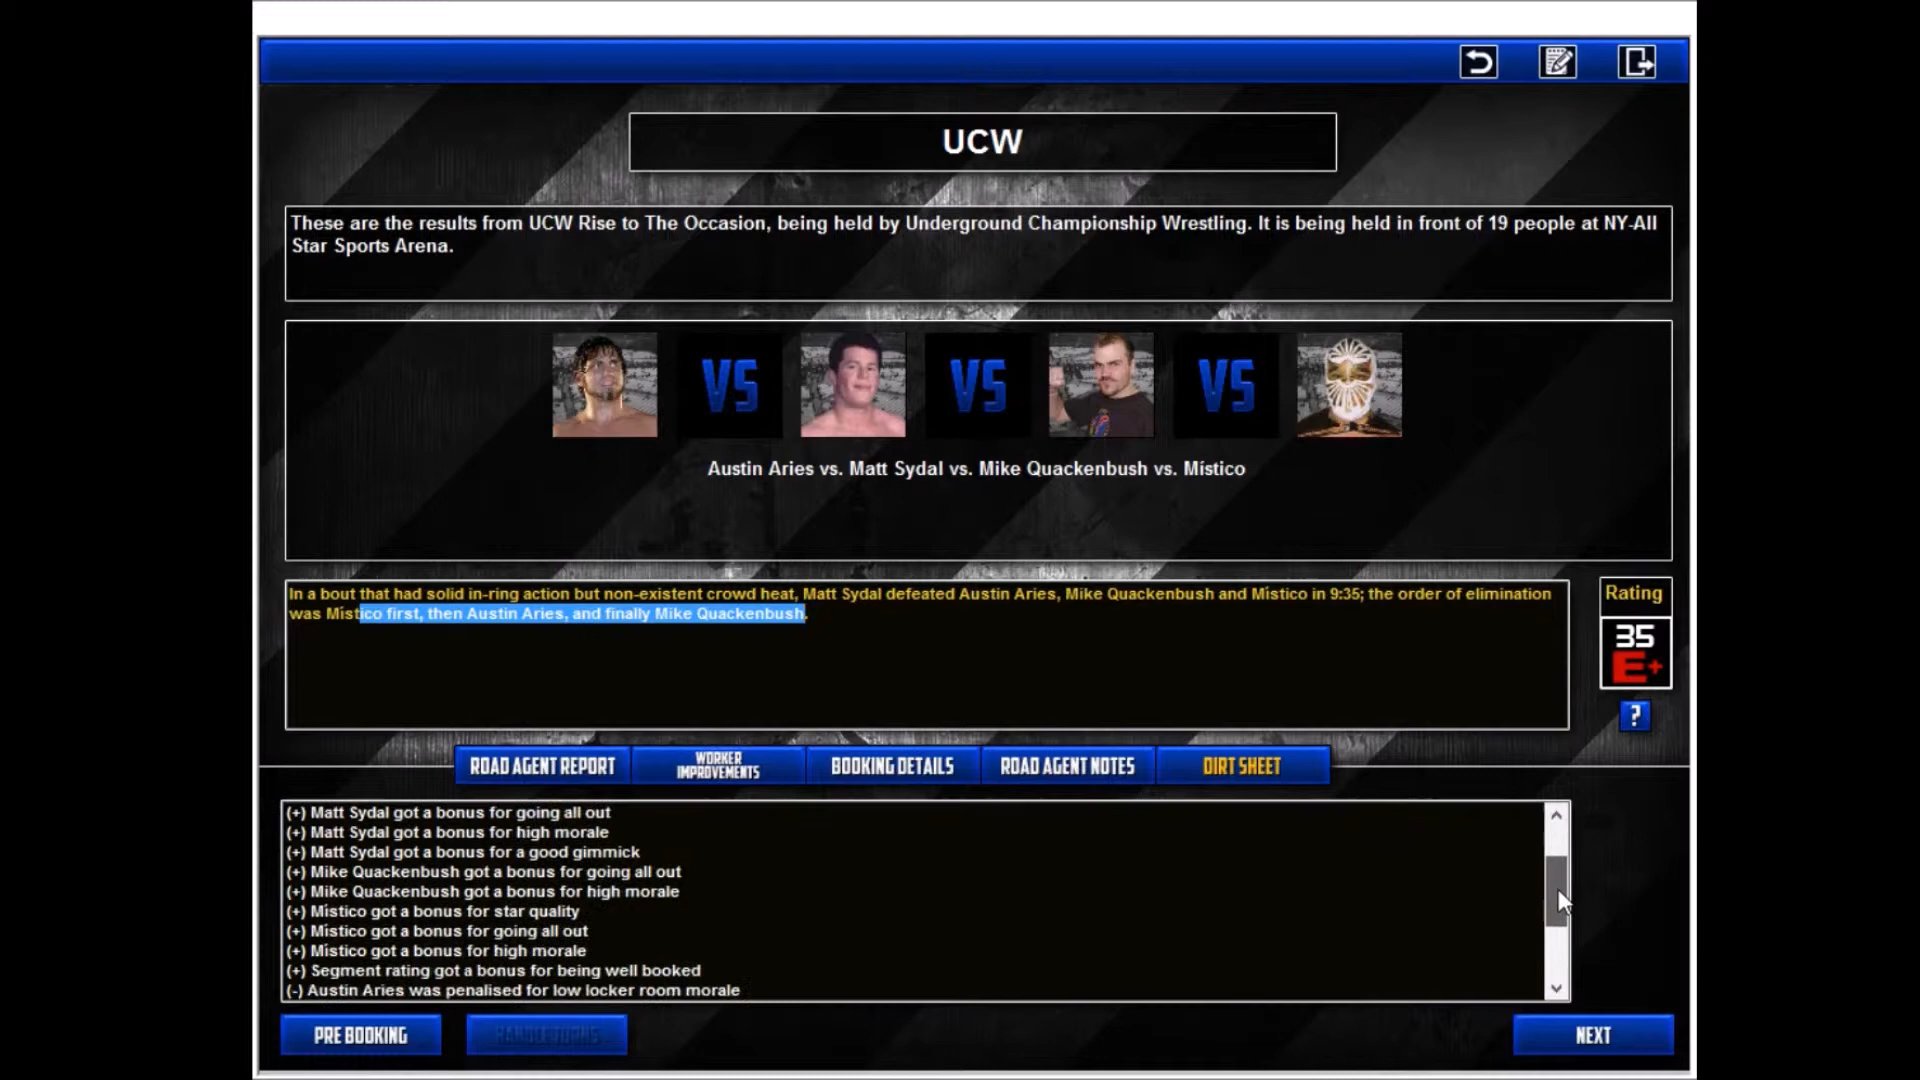 UCW
These are the results from UCW Rise to The Occasion, being held by Underground Championship Wrestling. It is being held in front of 19 people at NY-All
Star Sports Arena.
VS VS VS
Austin Aries vs. Matt Sydal vs. Mike Quackenbush vs. Místico
In a bout that had solid in-ring action but non-existent crowd heat, Matt Sydal defeated Austin Aries, Mike Quackenbush and Místico in 9:35; the order of elimination
was Místico first, then Austin Aries, and finally Mike Quackenbush.
Rating
35
E+
?
ROAD AGENT REPORT
WORKER
IMPROVEMENTS
BOOKING DETAILS
ROAD AGENT NOTES
DIRT SHEET
(+) Matt Sydal got a bonus for going all out
(+) Matt Sydal got a bonus for high morale
(+) Matt Sydal got a bonus for a good gimmick
(+) Mike Quackenbush got a bonus for going all out
(+) Mike Quackenbush got a bonus for high morale
(+) Místico got a bonus for star quality
(+) Místico got a bonus for going all out
(+) Místico got a bonus for high morale
(+) Segment rating got a bonus for being well booked
(-) Austin Aries was penalised for low locker room morale
PRE BOOKING
NEXT